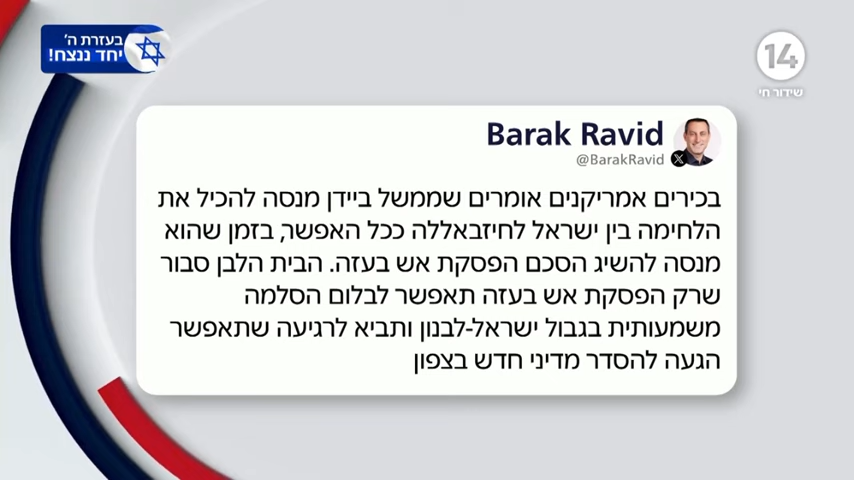 בעזרת ה'
יחד ננצח!
14
שידור חי
Barak Ravid
@BarakRavid
בכירים אמריקנים אומרים שממשל ביידן מנסה להכיל את
הלחימה בין ישראל לחיזבאללה ככל האפשר, בזמן שהוא
מנסה להשיג הסכם הפסקת אש בעזה. הבית הלבן סבור
שרק הפסקת אש בעזה תאפשר לבלום הסלמה
משמעותית בגבול ישראל-לבנון ותביא לרגיעה שתאפשר
הגעה להסדר מדיני חדש בצפון